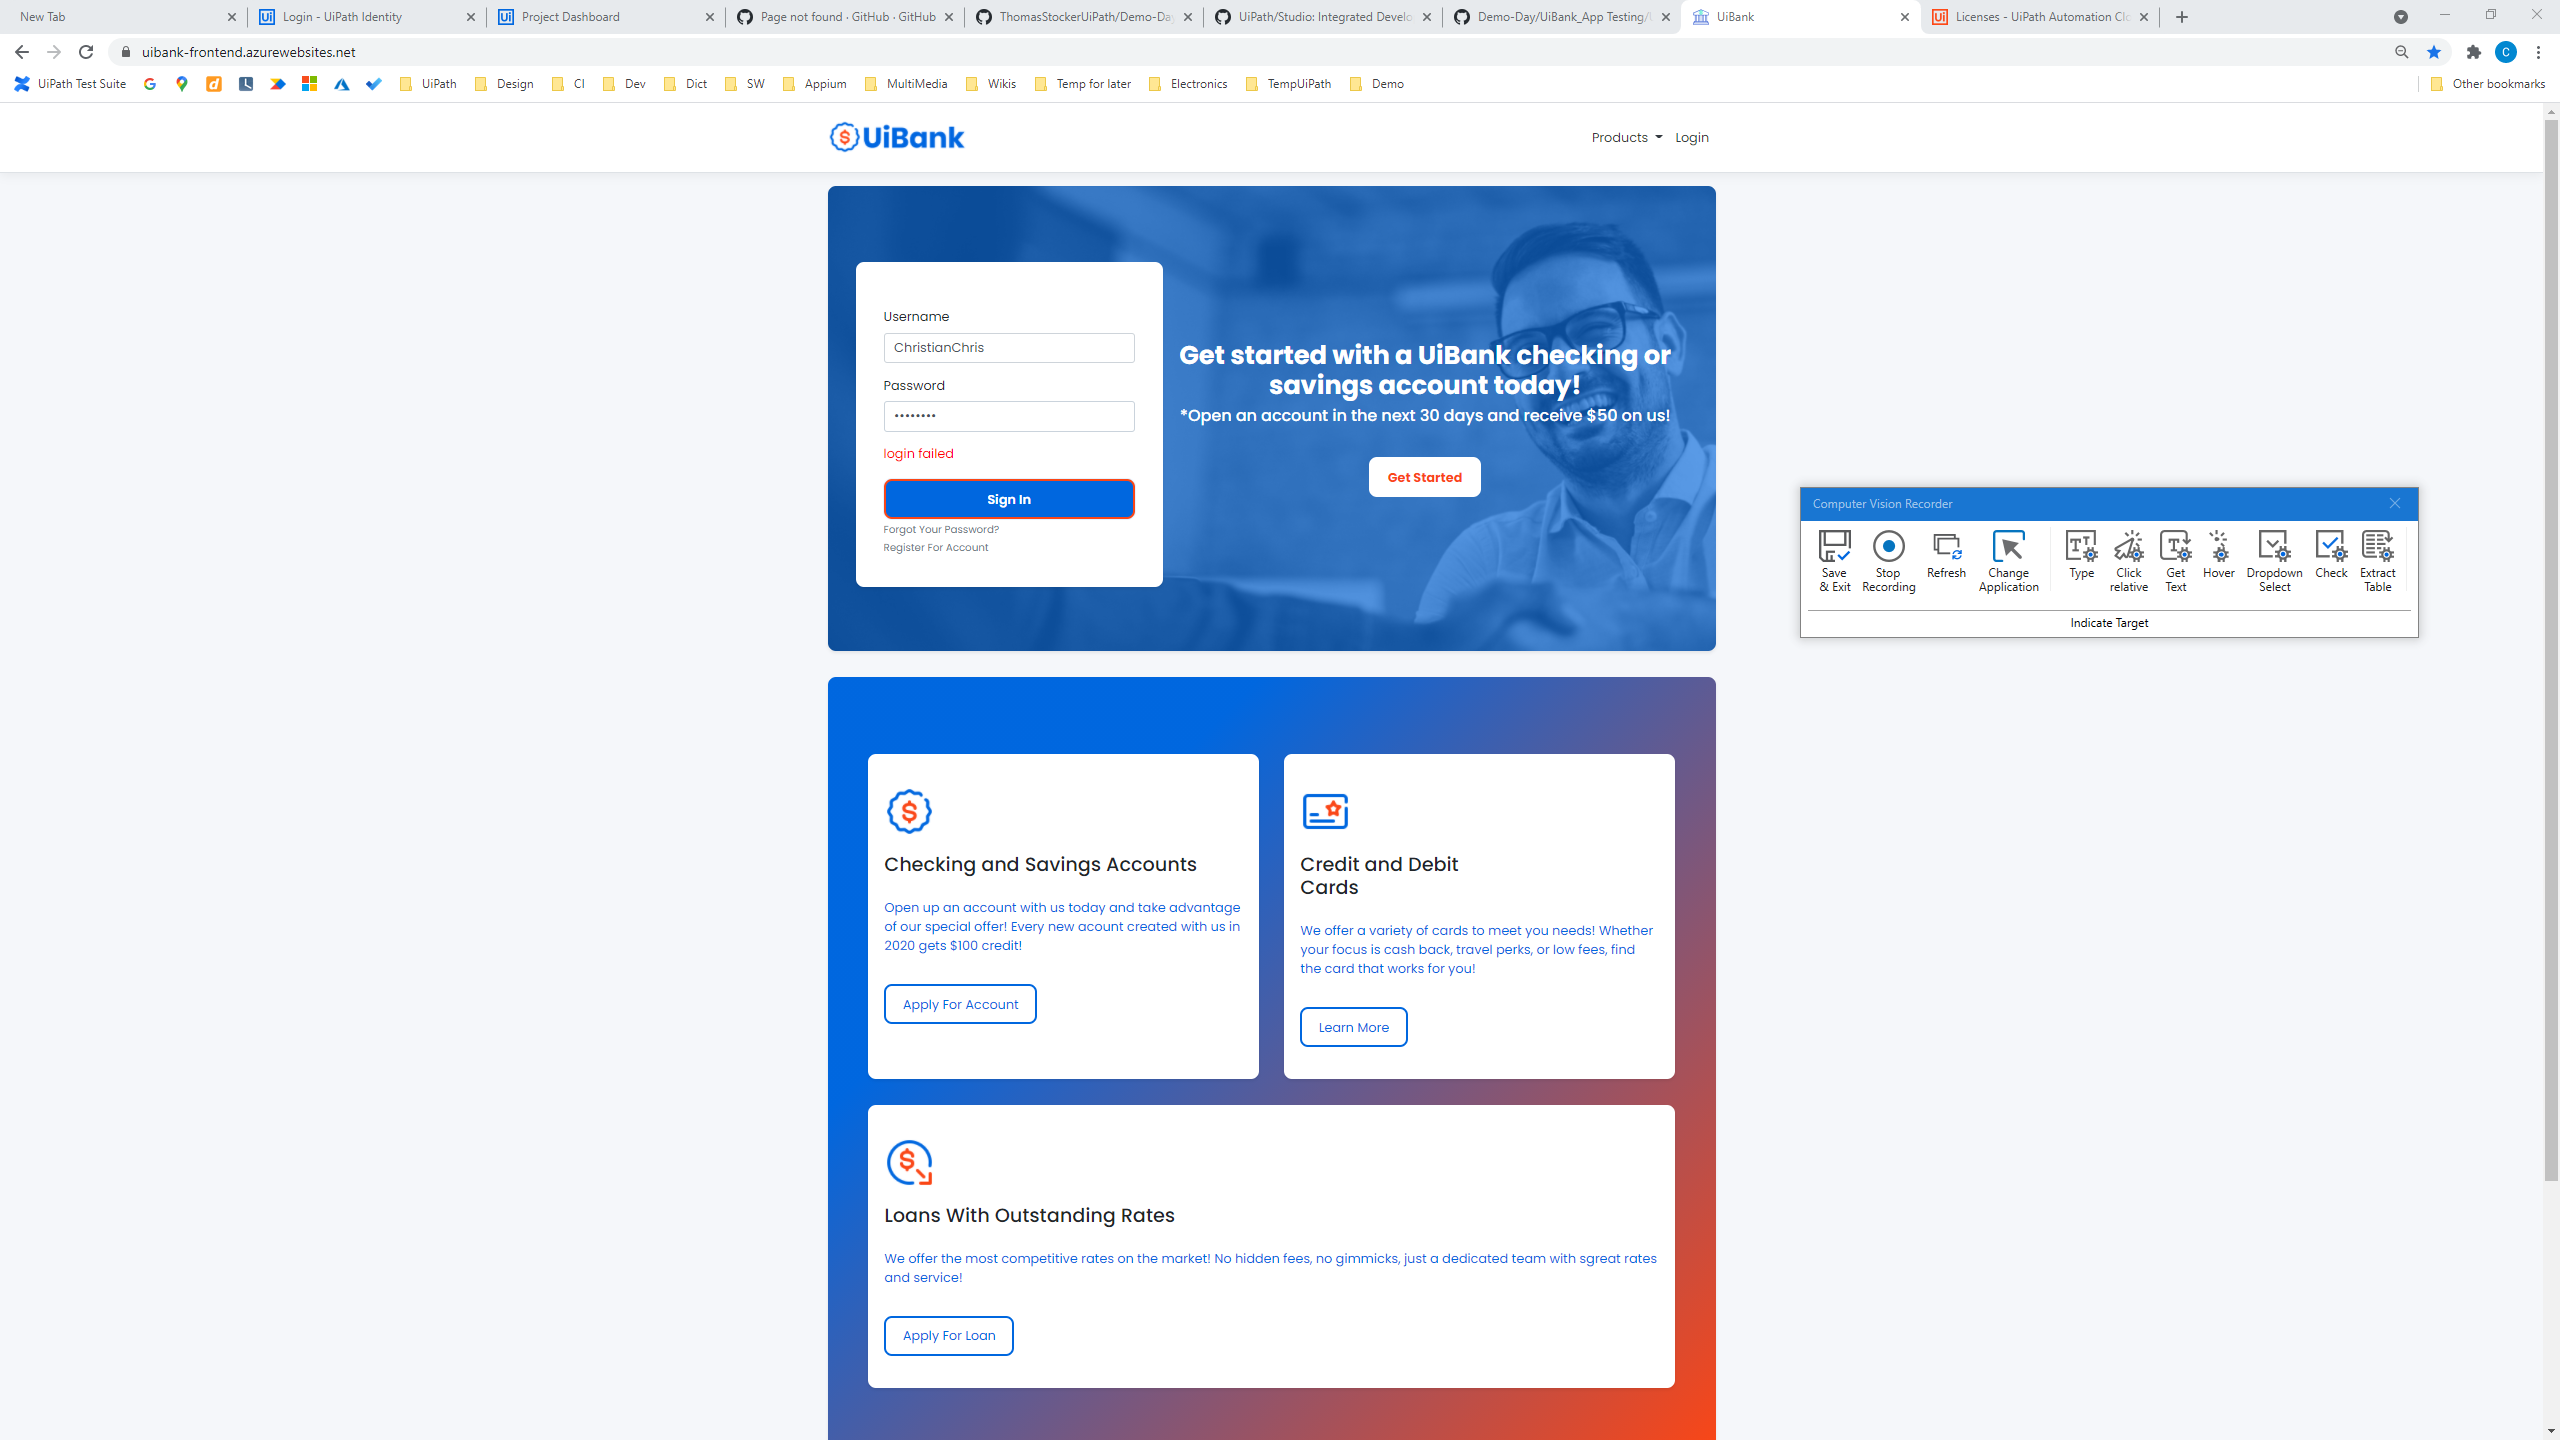 New Tab
Login - UiPath Identity
Project Dashboard
Page not found · GitHub · GitHub
ThomasStockerUiPath/Demo-Day
UiPath/Studio: Integrated Develo
Demo-Day/UiBank_App Testing/
UiBank
Licenses - UiPath Automation Clo
uibank-frontend.azurewebsites.net
C
UiPath Test Suite
UiPath
Design
CI
Dev
Dict
SW
Appium
MultiMedia
Wikis
Temp for later
Electronics
TempUiPath
Demo
Other bookmarks
UiBank
Products
Login
Username
ChristianChris
Password
••••••••
login failed
Sign In
Forgot Your Password?
Register For Account
Get started with a UiBank checking or
savings account today!
*Open an account in the next 30 days and receive $50 on us!
Get Started
Computer Vision Recorder
Save
& Exit
Stop
Recording
Refresh
Change
Application
Type
Click
relative
Get
Text
Hover
Dropdown
Select
Check
Extract
Table
Indicate Target
Checking and Savings Accounts
Open up an account with us today and take advantage
of our special offer! Every new acount created with us in
2020 gets $100 credit!
Apply For Account
Credit and Debit
Cards
We offer a variety of cards to meet you needs! Whether
your focus is cash back, travel perks, or low fees, find
the card that works for you!
Learn More
Loans With Outstanding Rates
We offer the most competitive rates on the market! No hidden fees, no gimmicks, just a dedicated team with sgreat rates
and service!
Apply For Loan